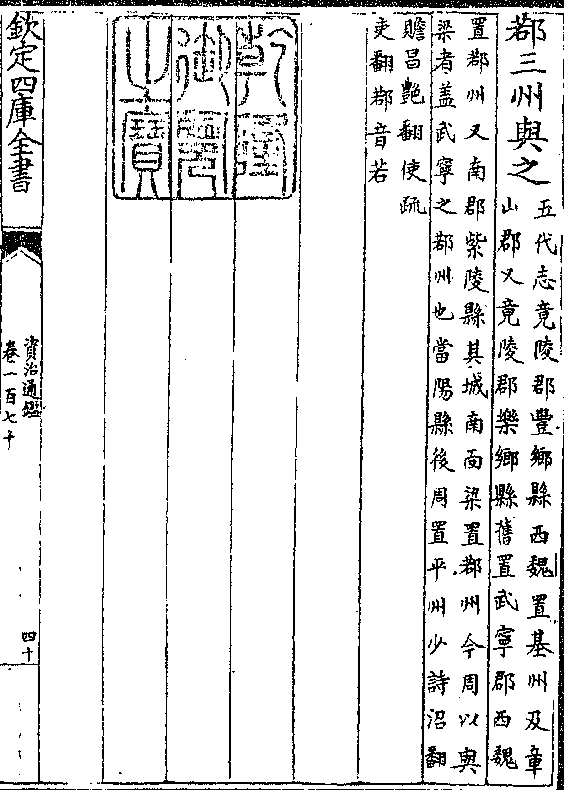 鄀三州與之
五代志竟陵郡豐鄉縣西魏置基州及章
山郡又竟陵郡樂鄉縣舊置武寧郡西魏
置鄀州又南郡紫陵縣其城南面梁置鄀州今周以與
梁者蓋武寧之鄀州也當陽縣後周置平州少詩沼翻
贍昌艷翻使疏
吏翻鄀音若
乾隆
御覽
之寶
欽定四庫全書
資治通鑑
卷一百七十
四十